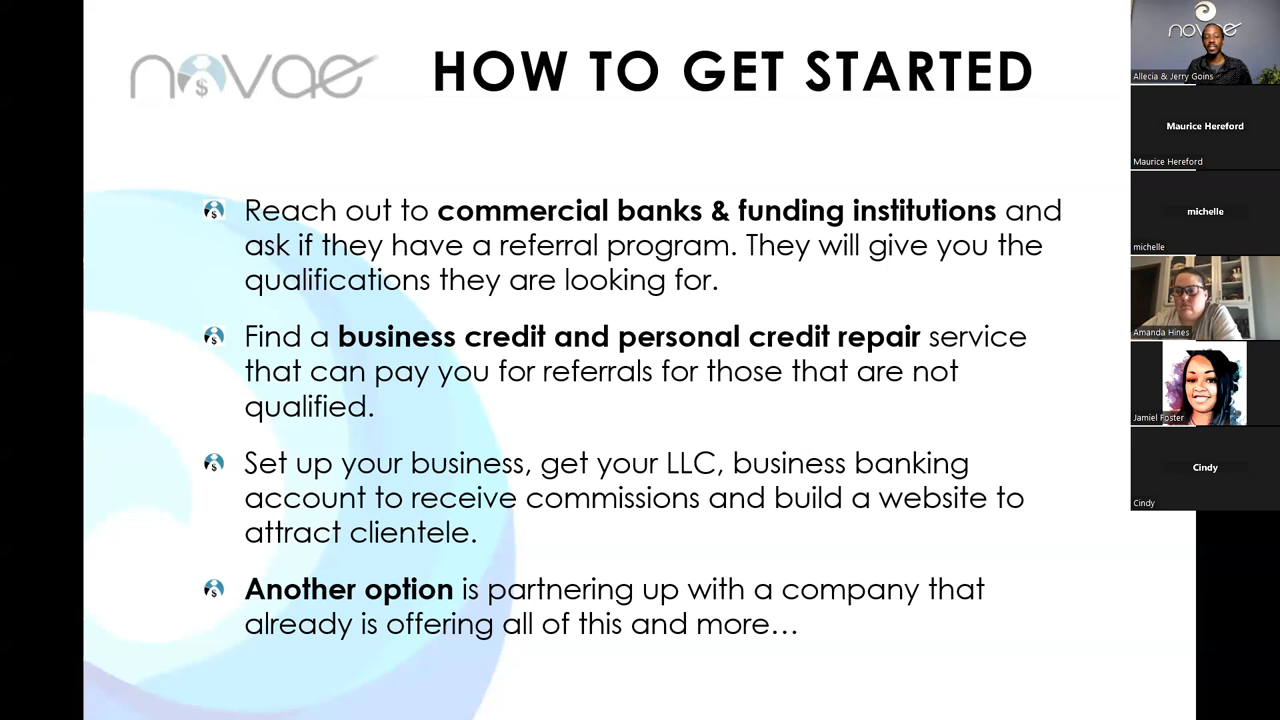 novae
HOW TO GET STARTED
Reach out to commercial banks & funding institutions and
ask if they have a referral program. They will give you the
qualifications they are looking for.
Find a business credit and personal credit repair service
that can pay you for referrals for those that are not
qualified.
Set up your business, get your LLC, business banking
account to receive commissions and build a website to
attract clientele.
Another option is partnering up with a company that
already is offering all of this and more...
novae
Allecia & Jerry Goins
Maurice Hereford
Maurice Hereford
michelle
michelle
Amanda Hines
Jamiel Foster
Cindy
Cindy